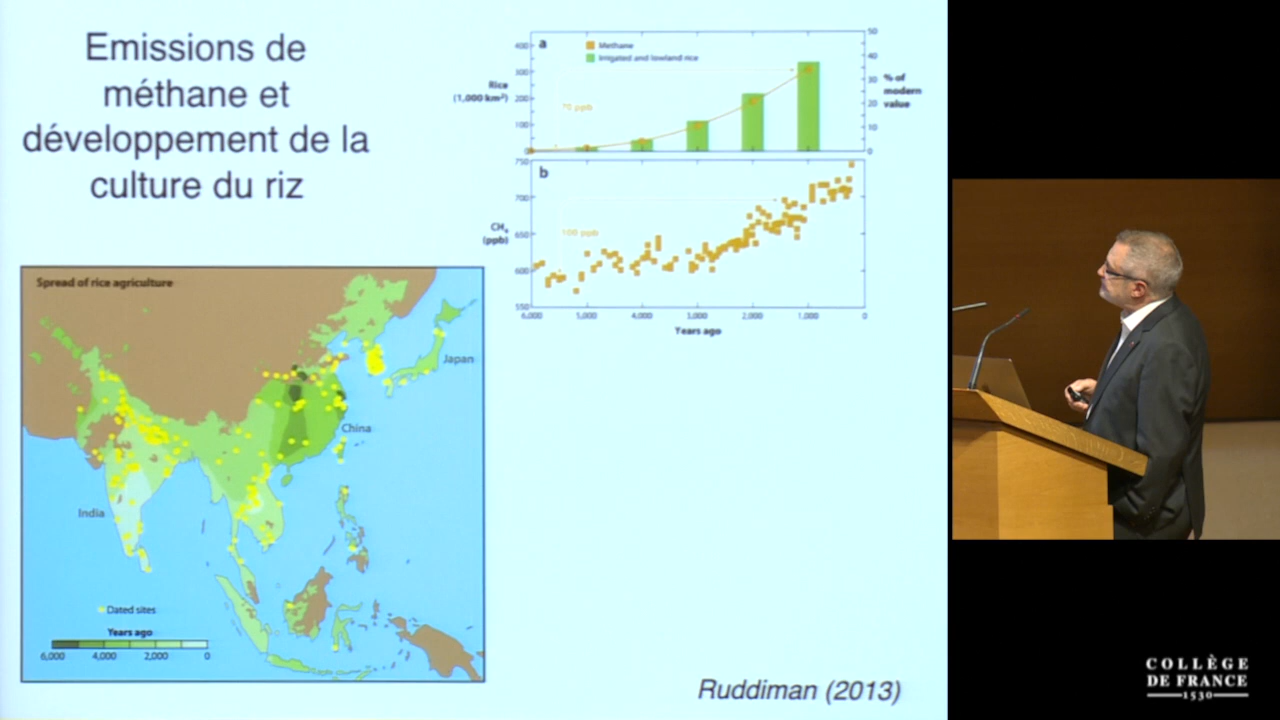 Emissions de
méthane et
développement de la
culture du riz
a
Methane
Irrigated and lowland rice
400
300
200
100
0
Rice
(1,000 km²)
70 ppb
50
40
30
20
10
0
% of
modern
value
b
750
700
650
600
550
CH₄
(ppb)
100 ppb
6,000 5,000 4,000 3,000 2,000 1,000 0
Years ago
Spread of rice agriculture
Japan
China
India
Dated sites
Years ago
6,000 4,000 2,000 0
Ruddiman (2013)
COLLÈGE
DE FRANCE
1530